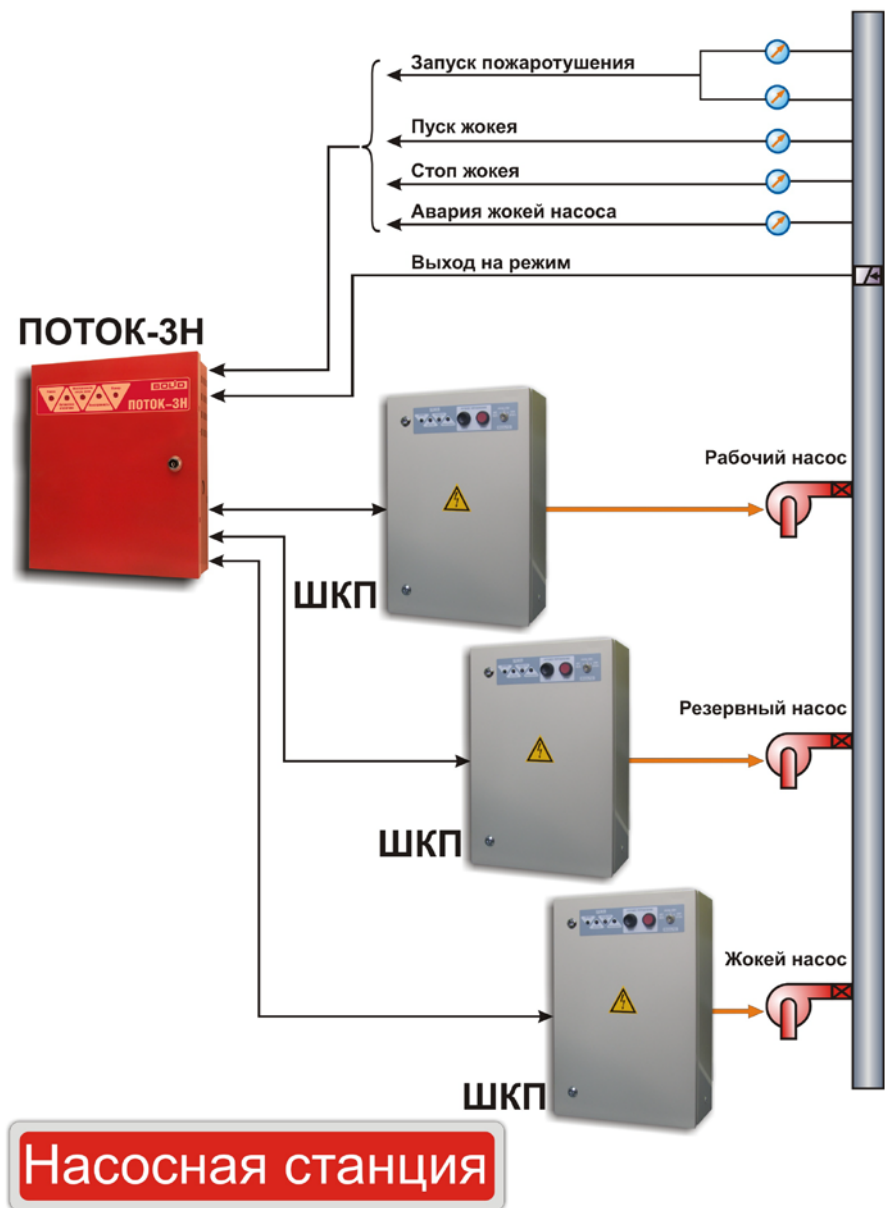 Запуск пожаротушения
Пуск жокея
Стоп жокея
Авария жокей насоса
Выход на режим
ПОТОК-3Н
ПОТОК-3Н
Рабочий насос
ШКП
Резервный насос
ШКП
Жокей насос
ШКП
Насосная станция